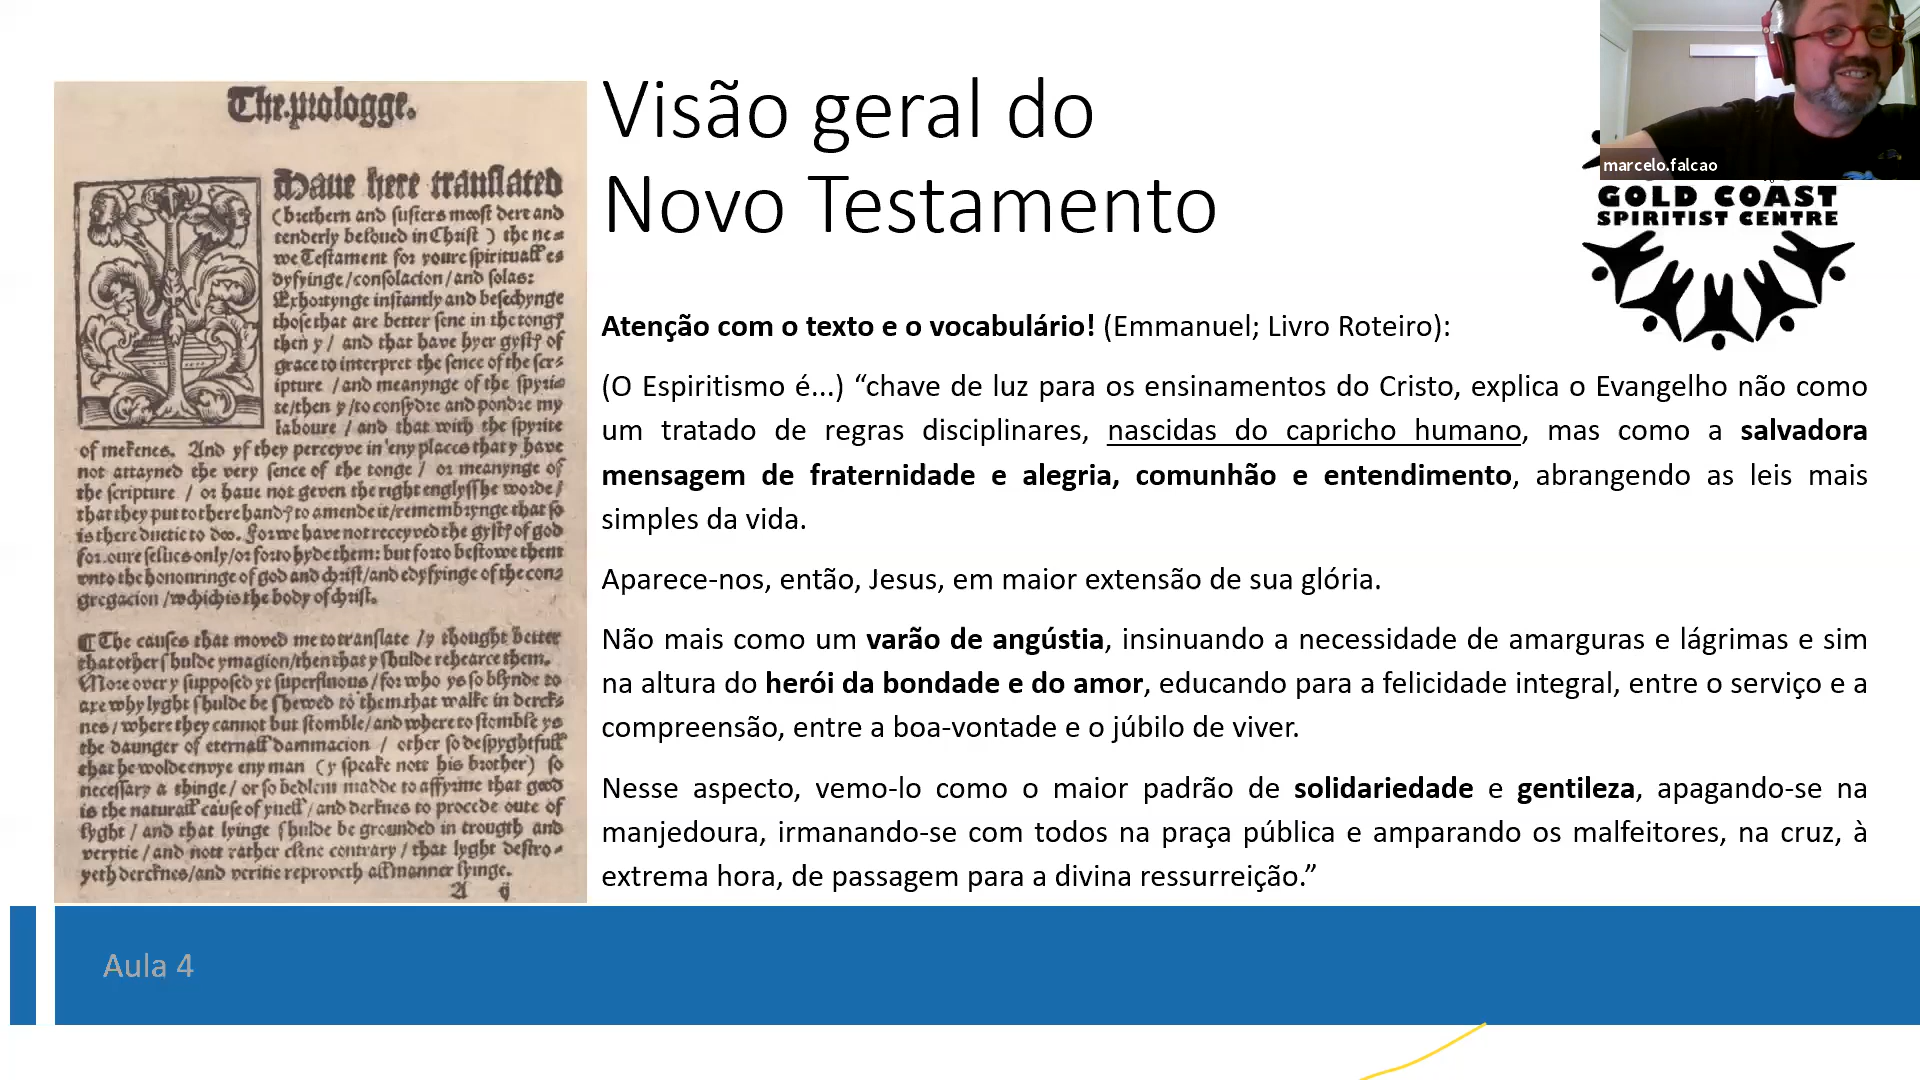 The prologge.
Haue here translated
(brethern and susters moost dere and
tenderly beloued in Christ) the ne=
we Testament for youre spirituall es
dyfyinge/consolacion/and solas:
Exhortynge instantly and besechynge
those that are better sene in the
then y/ and that have hyer of
grace to interpret the sence of the scr=
ipture /and meanynge of the spyri=
te/then y/to consydre and pondre my
laboure / and that with the spyrite
of mekenes. And yf they perceyve in eny places that y have
not attayned the very sence of the tonge / or meanynge of
the scripture / or haue not geven the right englysshe worde/
that they put to there to amende it/remembrynge that so
is there duetie to doo. For we have not receyved the of god
for oure selues only/or forto hyde them: but forto bestowe them
vnto the honouringe of god and christ/and edyfyinge of the con=
gregacion /which is the body of christ.
¶ The causes that moved me to translate /y thought better
that other shulde ymagion/then that y shulde rehearce them.
More over y supposed yt superfluous/for who ys so blynde to
axe why lyght shulde be shewed to them that walke in derck=
nes/where they cannot but stomble/and where to stomble ys
the daunger of eternall dammacion / other so despyghtfull
that he wolde envye eny man (y speake nott his brother) so
necessary a thinge/ or so bedlem madde to affyrme that good
is the naturall cause of yuell/and derknes to procede oute of
lyght / and that lyinge shulde be grounded in trougth and
verytie/and nott rather clene contrary/ that lyght destro=
yeth dercknes/and veritie reproveth all manner lyinge.
A ij
Visão geral do
Novo Testamento
marcelo.falcao
GOLD COAST
SPIRITIST CENTRE
Atenção com o texto e o vocabulário! (Emmanuel; Livro Roteiro):
(O Espiritismo é...) “chave de luz para os ensinamentos do Cristo, explica o Evangelho não como
um tratado de regras disciplinares, nascidas do capricho humano, mas como a salvadora
mensagem de fraternidade e alegria, comunhão e entendimento, abrangendo as leis mais
simples da vida.
Aparece-nos, então, Jesus, em maior extensão de sua glória.
Não mais como um varão de angústia, insinuando a necessidade de amarguras e lágrimas e sim
na altura do herói da bondade e do amor, educando para a felicidade integral, entre o serviço e a
compreensão, entre a boa-vontade e o júbilo de viver.
Nesse aspecto, vemo-lo como o maior padrão de solidariedade e gentileza, apagando-se na
manjedoura, irmanando-se com todos na praça pública e amparando os malfeitores, na cruz, à
extrema hora, de passagem para a divina ressurreição.”
Aula 4